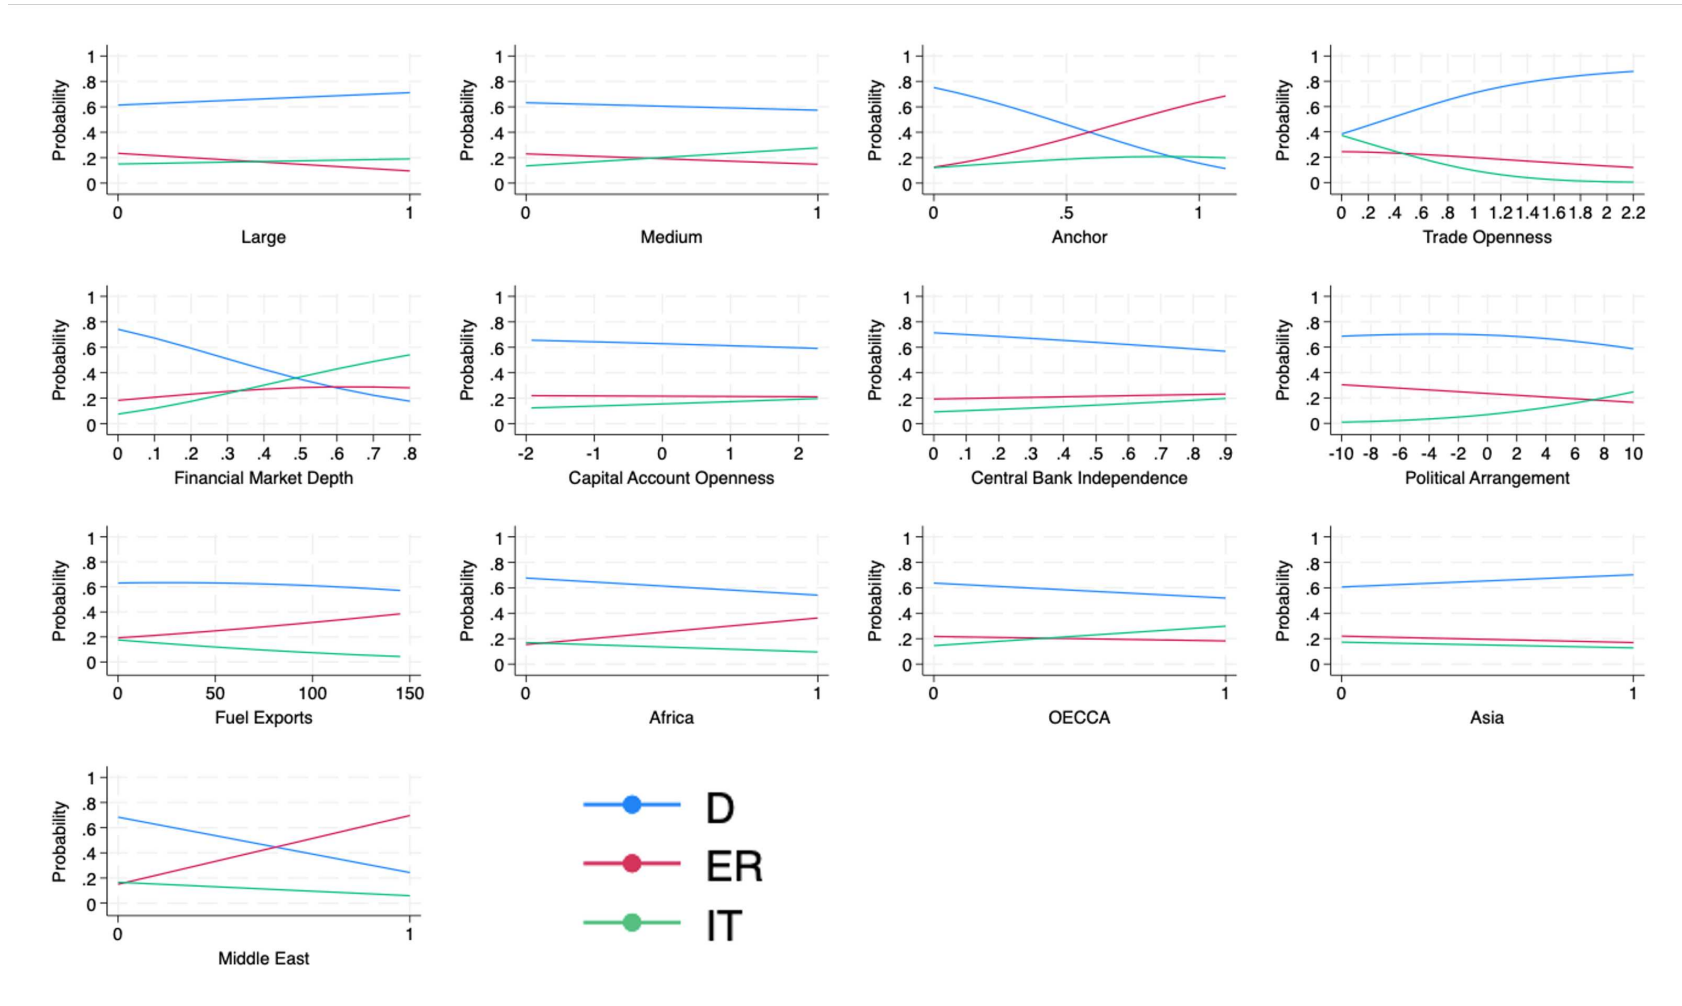 Probability
1
.8
.6
.4
.2
0
0 1
Large
Probability
1
.8
.6
.4
.2
0
0 1
Medium
Probability
1
.8
.6
.4
.2
0
0 .5 1
Anchor
Probability
1
.8
.6
.4
.2
0
0 .2 .4 .6 .8 1 1.2 1.4 1.6 1.8 2 2.2
Trade Openness
Probability
1
.8
.6
.4
.2
0
0 .1 .2 .3 .4 .5 .6 .7 .8
Financial Market Depth
Probability
1
.8
.6
.4
.2
0
-2 -1 0 1 2
Capital Account Openness
Probability
1
.8
.6
.4
.2
0
0 .1 .2 .3 .4 .5 .6 .7 .8 .9
Central Bank Independence
Probability
1
.8
.6
.4
.2
0
-10 -8 -6 -4 -2 0 2 4 6 8 10
Political Arrangement
Probability
1
.8
.6
.4
.2
0
0 50 100 150
Fuel Exports
Probability
1
.8
.6
.4
.2
0
0 1
Africa
Probability
1
.8
.6
.4
.2
0
0 1
OECCA
Probability
1
.8
.6
.4
.2
0
0 1
Asia
Probability
1
.8
.6
.4
.2
0
0 1
Middle East
D
ER
IT